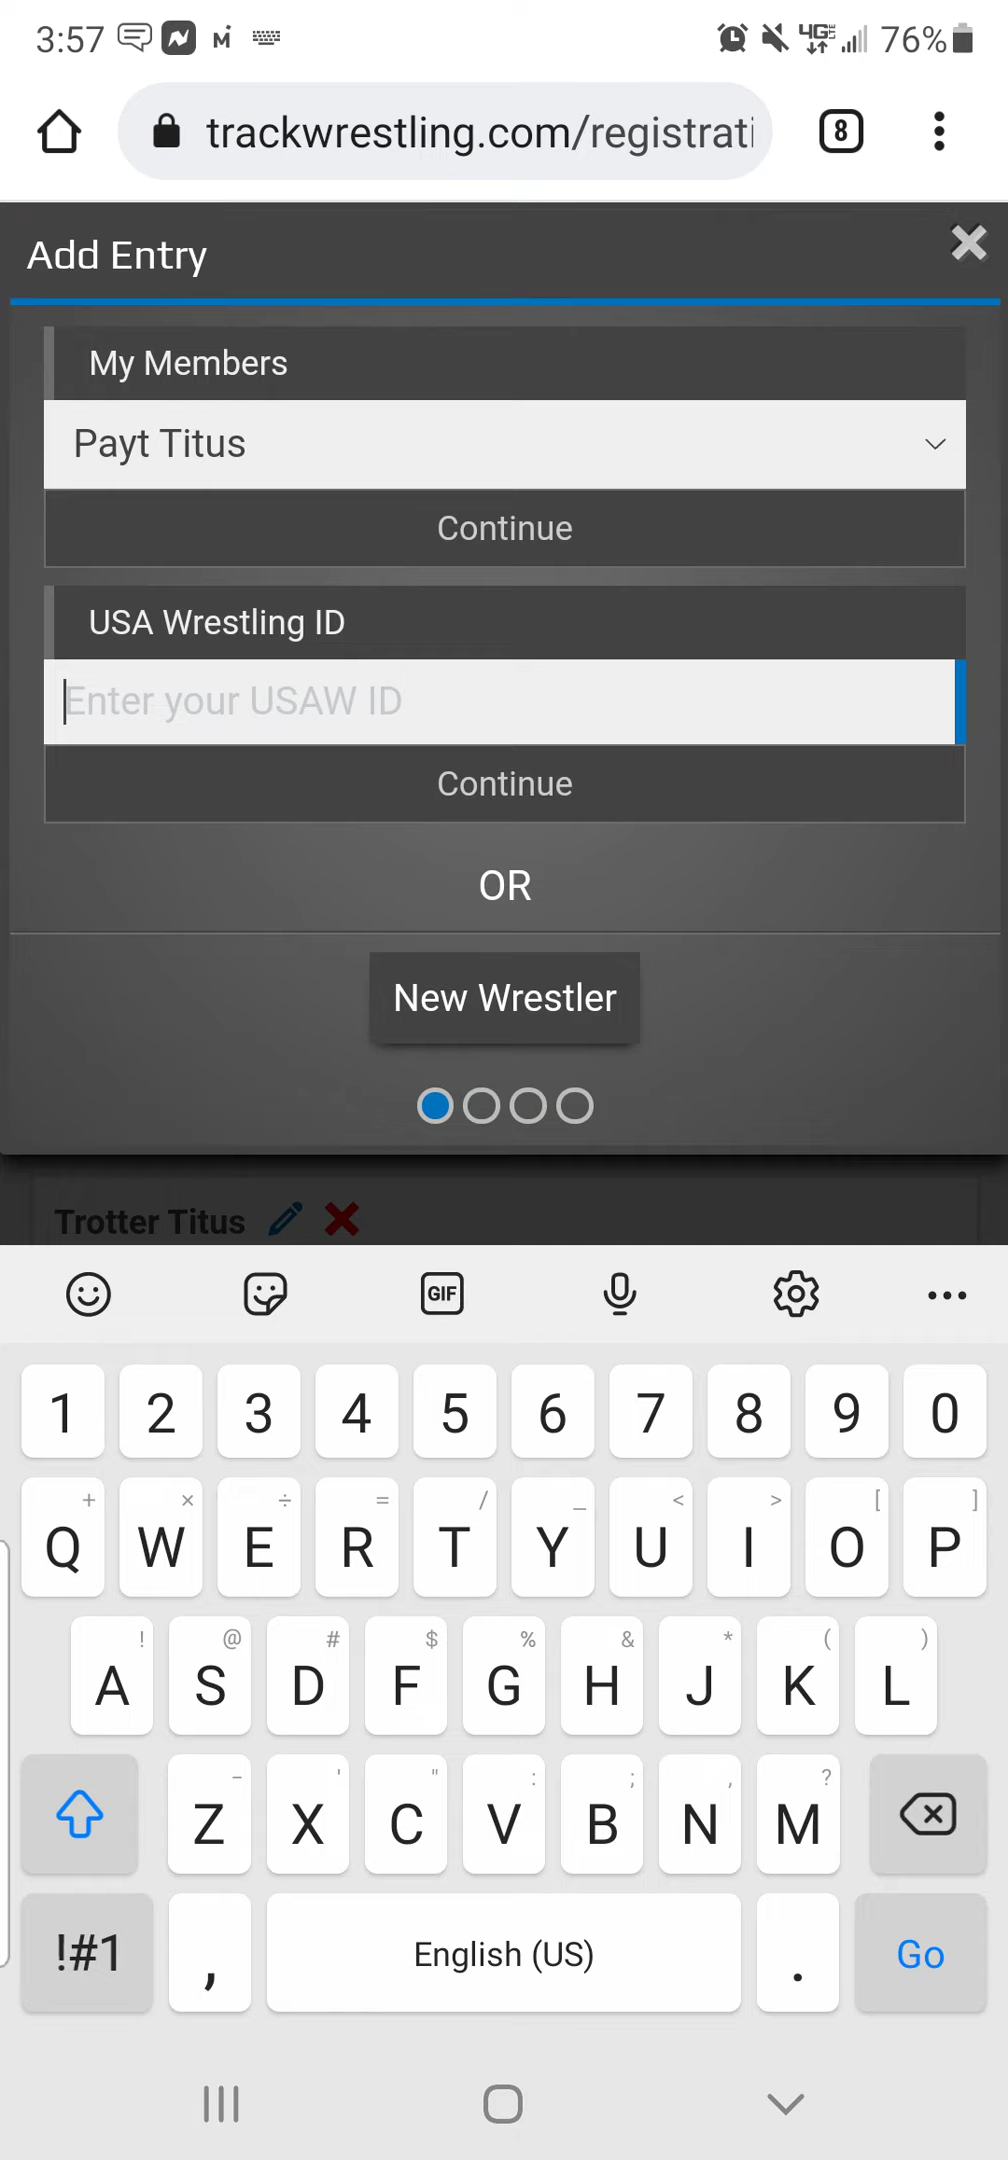 3:57 4G LTE 76%
trackwrestling.com/registrati 8
Add Entry
My Members
Payt Titus
Continue
USA Wrestling ID
Enter your USAW ID
Continue
OR
New Wrestler
Trotter Titus
GIF
1 2 3 4 5 6 7 8 9 0
+ × ÷ = / _ < > [ ]
Q W E R T Y U I O P
! @ # $ % & * ( )
A S D F G H J K L
- ' " : ; , ?
Z X C V B N M
!#1 , English (US) . Go